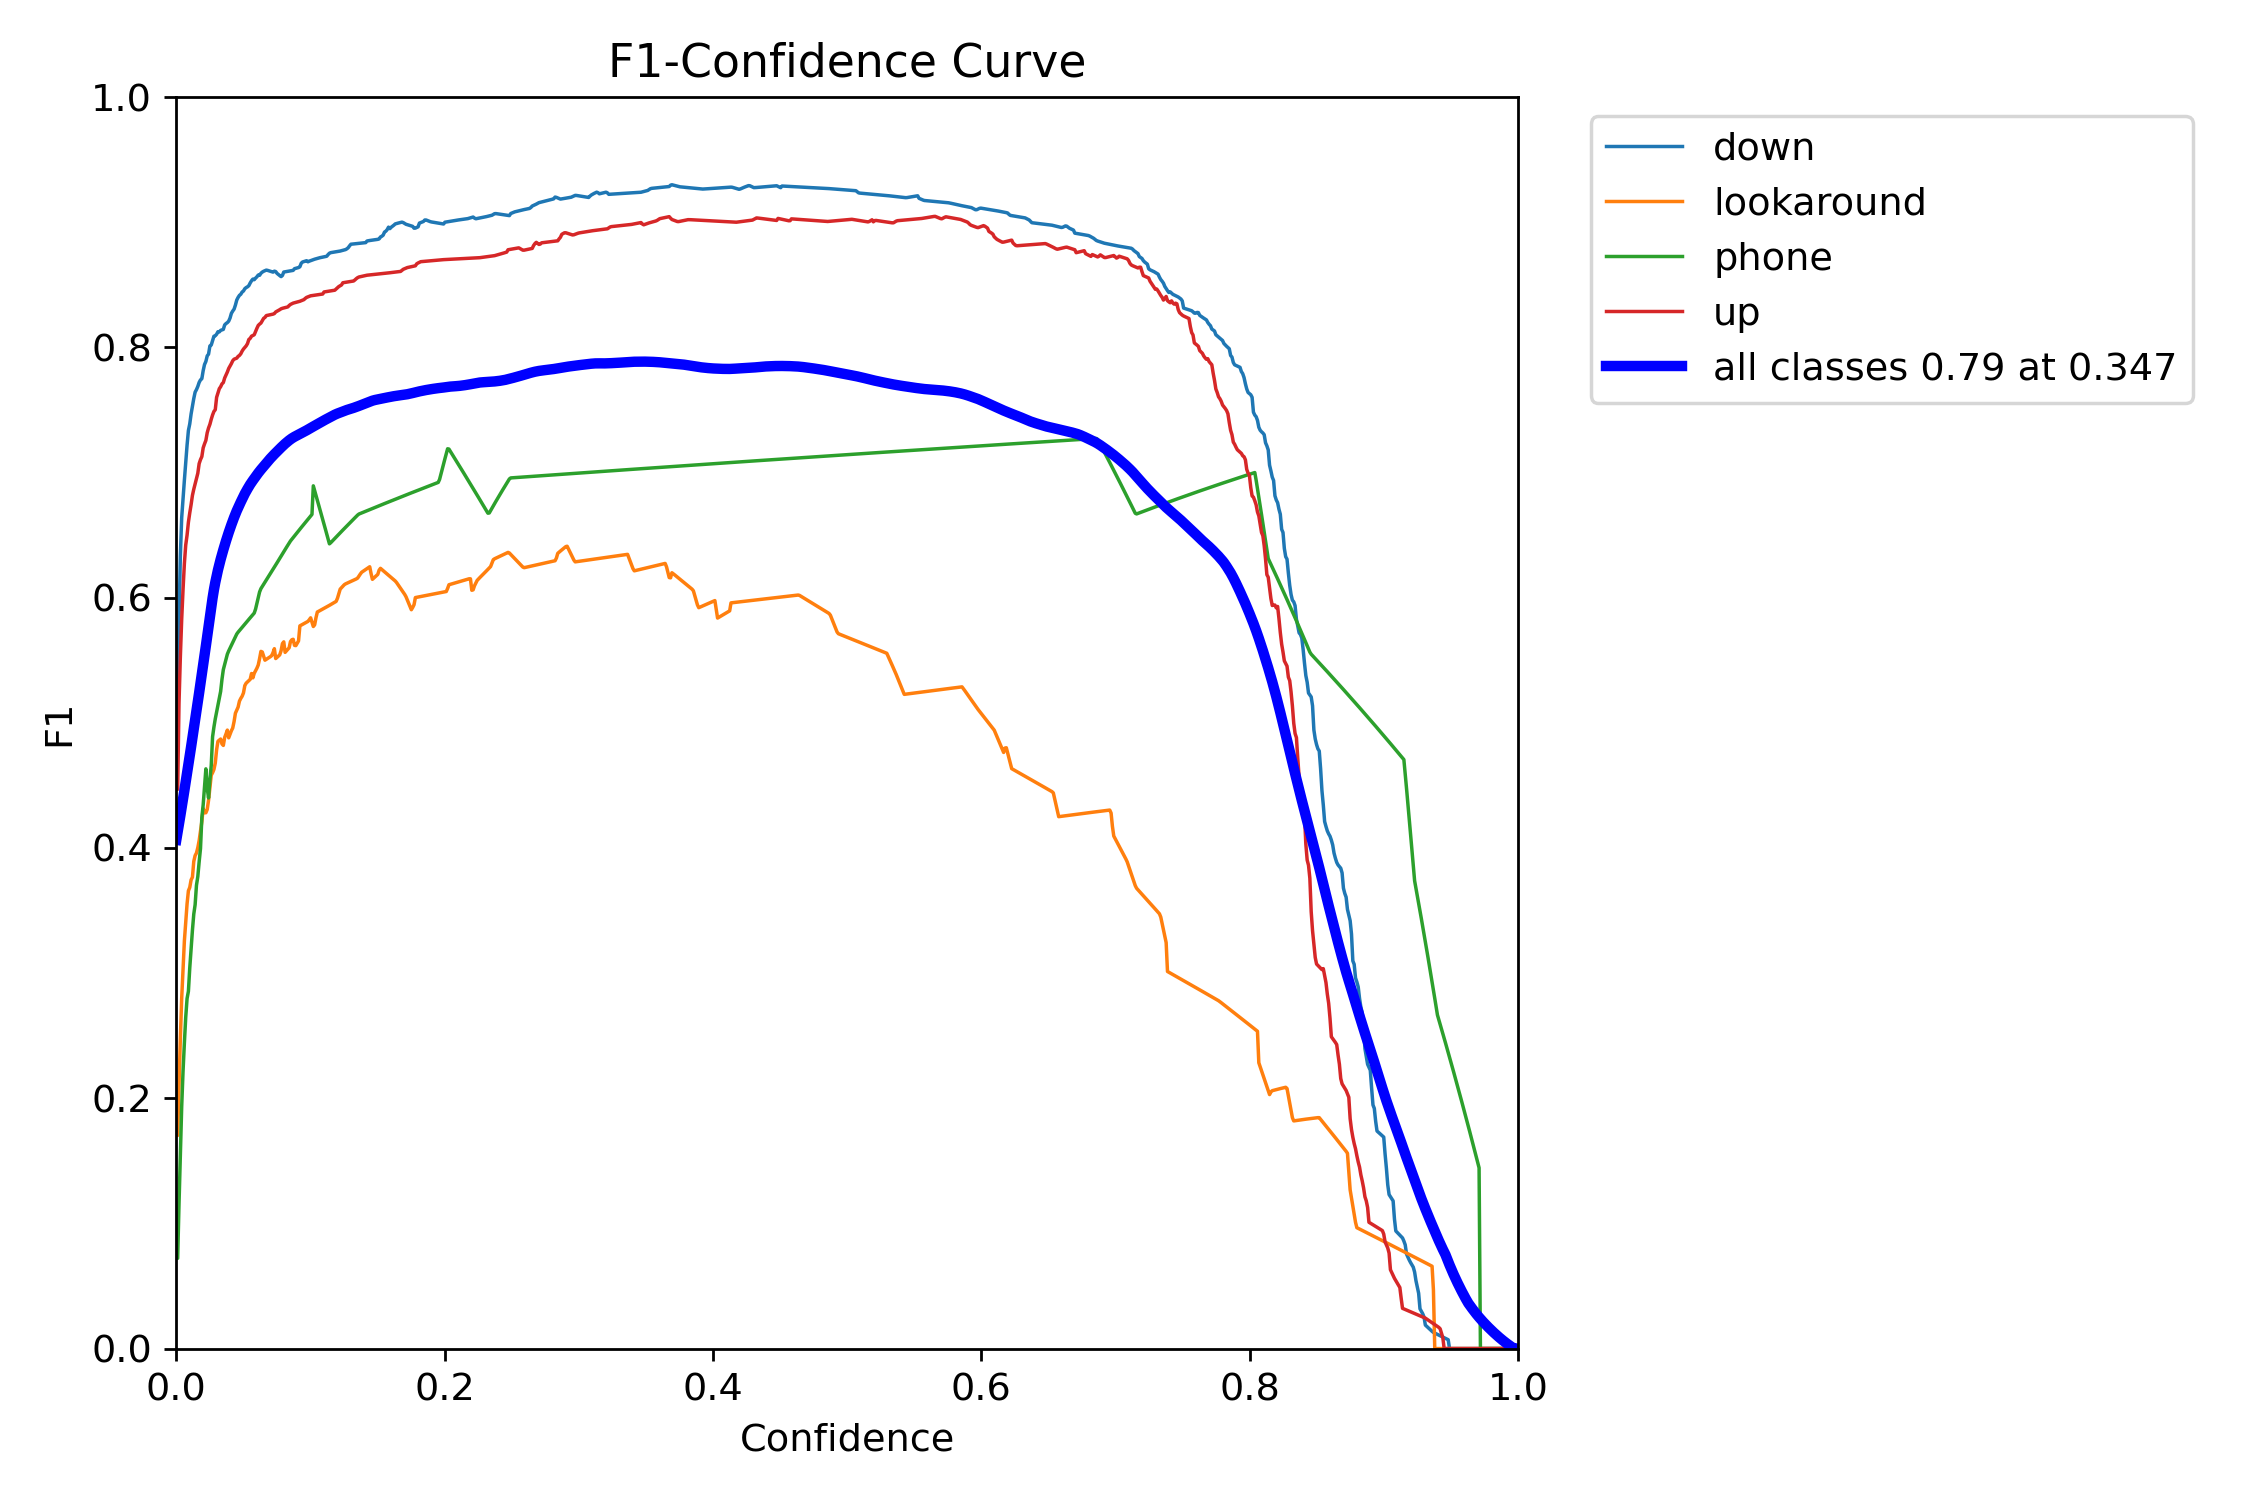 F1-Confidence Curve
1.0
0.8
0.6
0.4
0.2
0.0
F1
0.0 0.2 0.4 0.6 0.8 1.0
Confidence
down
lookaround
phone
up
all classes 0.79 at 0.347